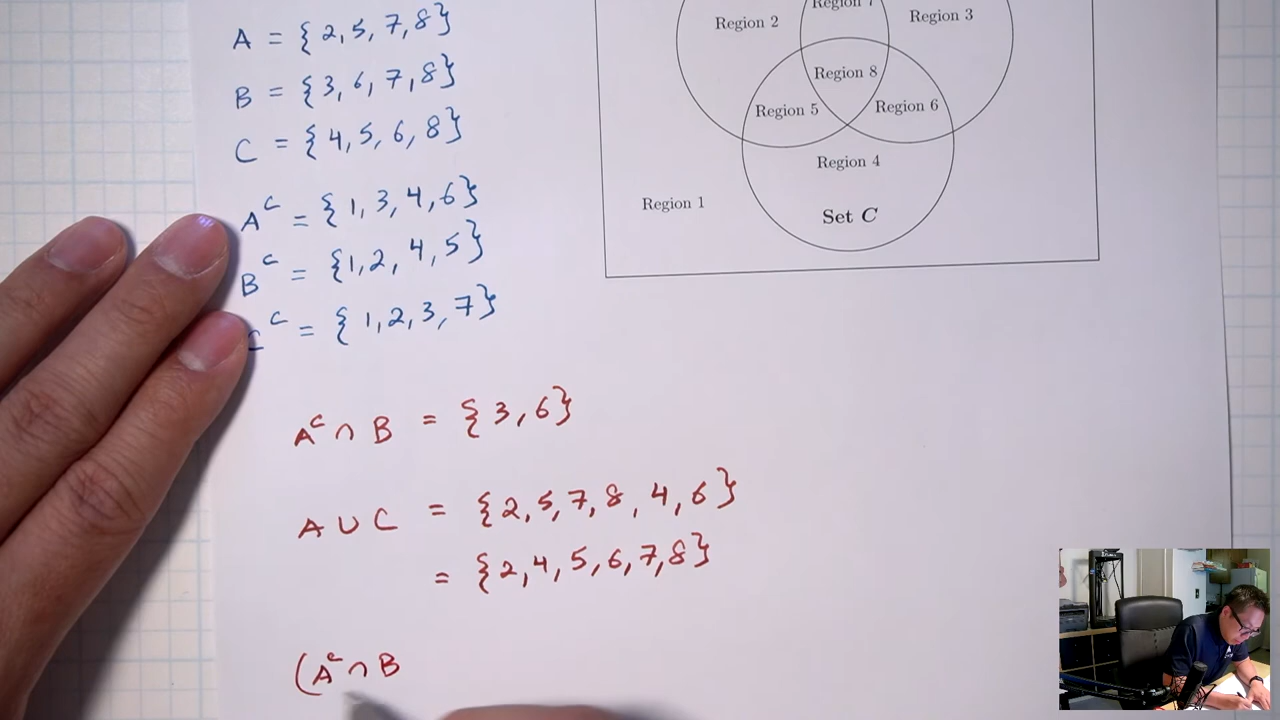 A = {2, 5, 7, 8}
B = {3, 6, 7, 8}
C = {4, 5, 6, 8}
A^c = {1, 3, 4, 6}
B^c = {1, 2, 4, 5}
C^c = {1, 2, 3, 7}
Region 7
Region 2
Region 3
Region 8
Region 5
Region 6
Region 4
Region 1
Set C
A^c ∩ B = {3, 6}
A ∪ C = {2, 5, 7, 8, 4, 6}
= {2, 4, 5, 6, 7, 8}
(A^c ∩ B